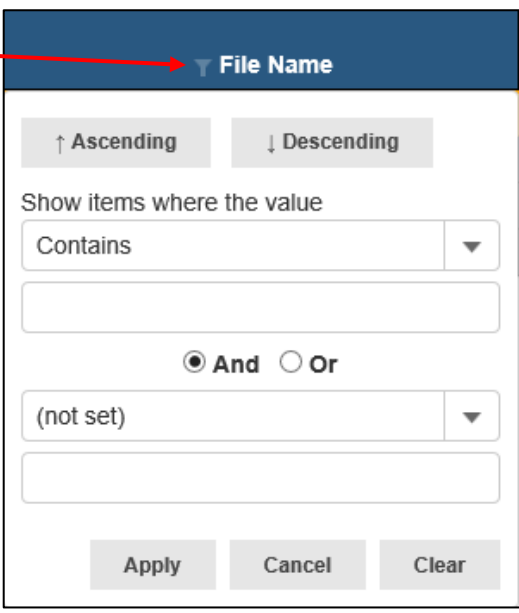 File Name
↑ Ascending ↓ Descending
Show items where the value
Contains
And Or
(not set)
Apply Cancel Clear